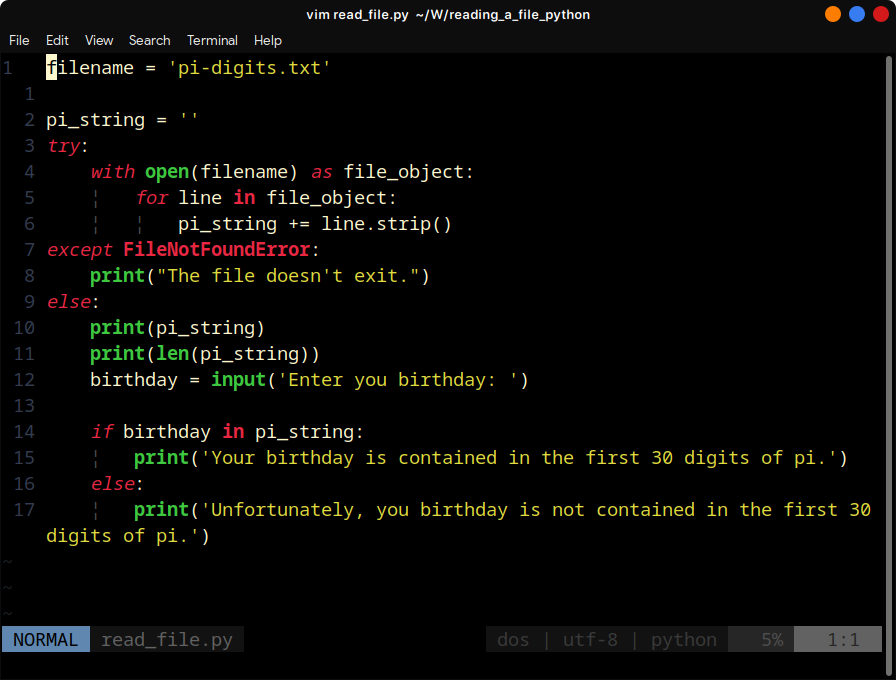 vim read_file.py ~/W/reading_a_file_python
File Edit View Search Terminal Help
1 filename = 'pi-digits.txt'
1
2 pi_string = ''
3 try:
4     with open(filename) as file_object:
5     ¦   for line in file_object:
6     ¦   ¦   pi_string += line.strip()
7 except FileNotFoundError:
8     print("The file doesn't exit.")
9 else:
10     print(pi_string)
11     print(len(pi_string))
12     birthday = input('Enter you birthday: ')
13
14     if birthday in pi_string:
15     ¦   print('Your birthday is contained in the first 30 digits of pi.')
16     else:
17     ¦   print('Unfortunately, you birthday is not contained in the first 30
digits of pi.')
~
~
~
NORMAL read_file.py dos | utf-8 | python 5% 1:1